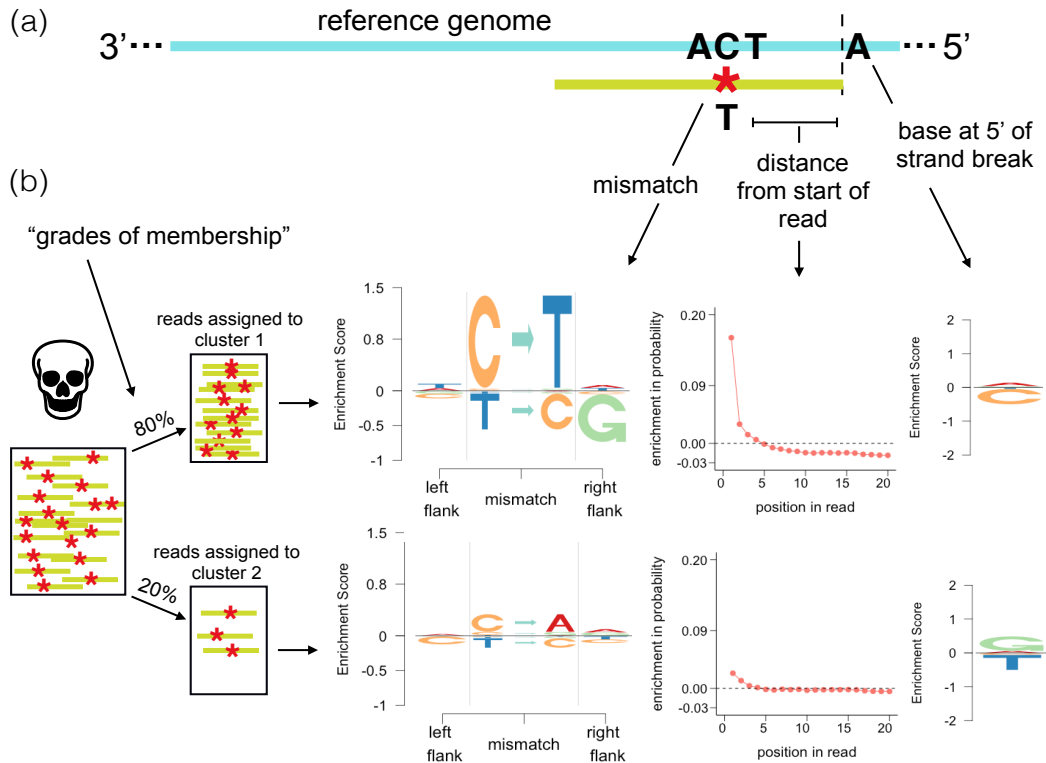 (a)
reference genome
3’••• ACT A •••5’
*
T
mismatch
distance
from start of
read
base at 5’ of
strand break
(b)
“grades of membership”
reads assigned to
cluster 1
80%
20%
reads assigned to
cluster 2
Enrichment Score
1.5
0.8
0
-0.5
-1
C T
T C G
left
flank
mismatch
right
flank
enrichment in probability
0.20
0.09
0.00
-0.03
0 5 10 15 20
position in read
Enrichment Score
2
1
0
-1
-2
C
Enrichment Score
1.5
0.8
0
-0.5
-1
C A
C T C
left
flank
mismatch
right
flank
enrichment in probability
0.20
0.09
0.00
-0.03
0 5 10 15 20
position in read
Enrichment Score
2
1
0
-1
-2
G
T